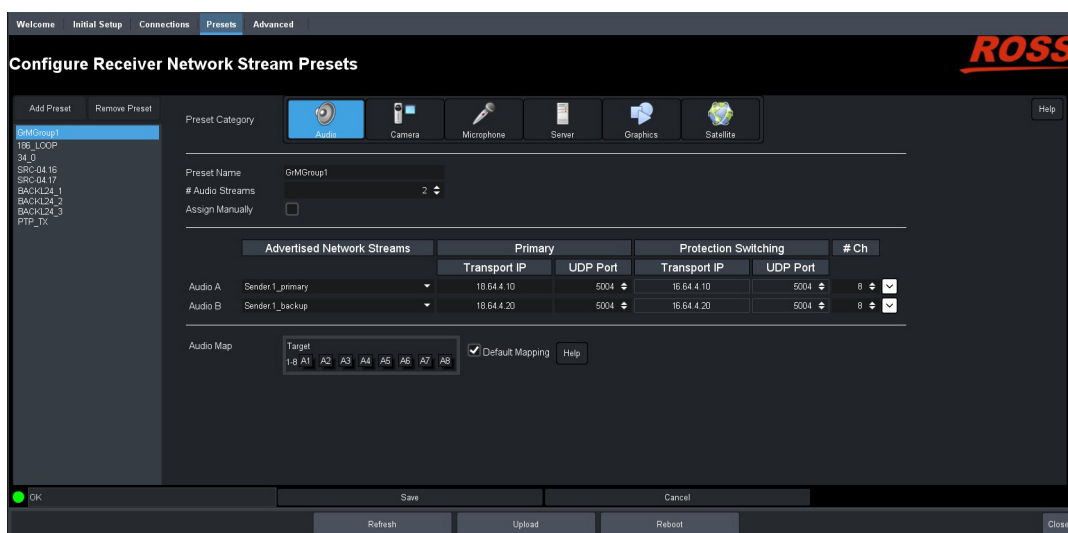 Welcome Initial Setup Connections Presets Advanced
ROSS
Configure Receiver Network Stream Presets
Add Preset Remove Preset
GrMGroup1
186_LOOP
34_0
SRC-04.16
SRC-04.17
BACKL24_1
BACKL24_2
BACKL24_3
PTP_TX
Preset Category
Audio Camera Microphone Server Graphics Satellite
Help
Preset Name GrMGroup1
# Audio Streams 2
Assign Manually
Advertised Network Streams Primary Protection Switching # Ch
Transport IP UDP Port Transport IP UDP Port
Audio A Sender.1_primary 18.64.4.10 5004 16.64.4.10 5004 8
Audio B Sender.1_backup 18.64.4.20 5004 16.64.4.20 5004 8
Audio Map
Target
1-8 A1 A2 A3 A4 A5 A6 A7 A8
Default Mapping Help
OK Save Cancel
Refresh Upload Reboot Close